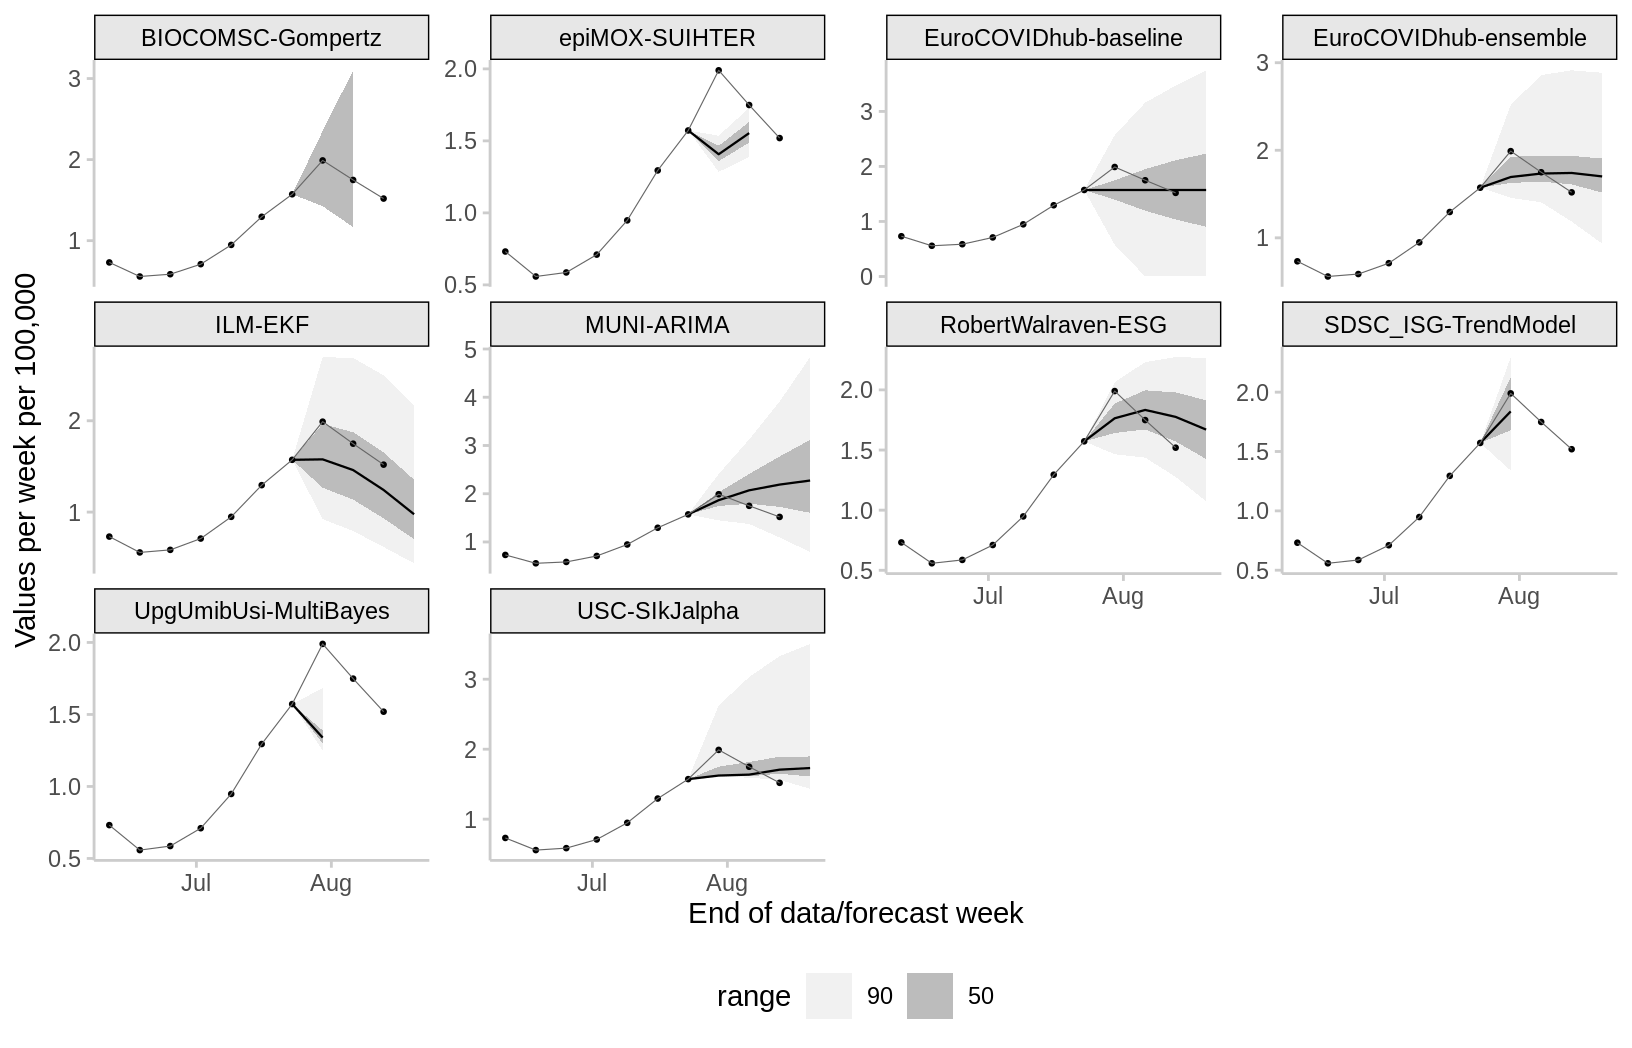 BIOCOMSC-Gompertz
epiMOX-SUIHTER
EuroCOVIDhub-baseline
EuroCOVIDhub-ensemble
3
2
1
2.0
1.5
1.0
0.5
3
2
1
0
3
2
1
Values per week per 100,000
ILM-EKF
MUNI-ARIMA
RobertWalraven-ESG
SDSC_ISG-TrendModel
2
1
5
4
3
2
1
2.0
1.5
1.0
0.5
2.0
1.5
1.0
0.5
Jul Aug
Jul Aug
UpgUmibUsi-MultiBayes
USC-SIkJalpha
2.0
1.5
1.0
0.5
3
2
1
Jul Aug
Jul Aug
End of data/forecast week
range 90 50